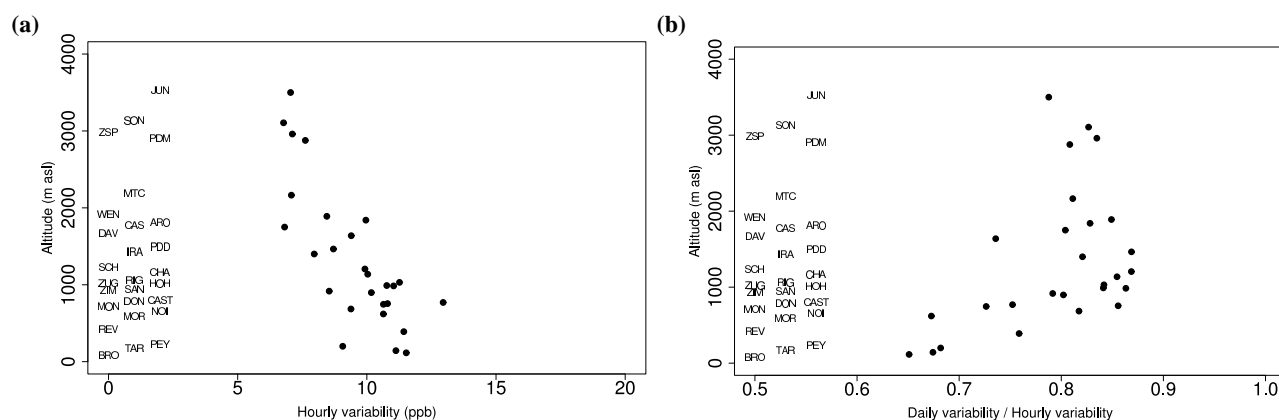 (a)
(b)
Altitude (m asl)
4000
3000
2000
1000
0
JUN
SON
ZSP
PDM
MTC
WEN
ARO
CAS
DAV
PDD
IRA
SCH
CHA
RIG
ZUG
HOH
ZIM
SAN
DON
CAST
MON
NOI
MOR
REV
PEY
TAR
BRO
0
5
10
15
20
Hourly variability (ppb)
Altitude (m asl)
4000
3000
2000
1000
0
JUN
SON
ZSP
PDM
MTC
WEN
ARO
CAS
DAV
PDD
IRA
SCH
CHA
RIG
ZUG
HOH
ZIM
SAN
DON
CAST
MON
NOI
MOR
REV
PEY
TAR
BRO
0.5
0.6
0.7
0.8
0.9
1.0
Daily variability / Hourly variability